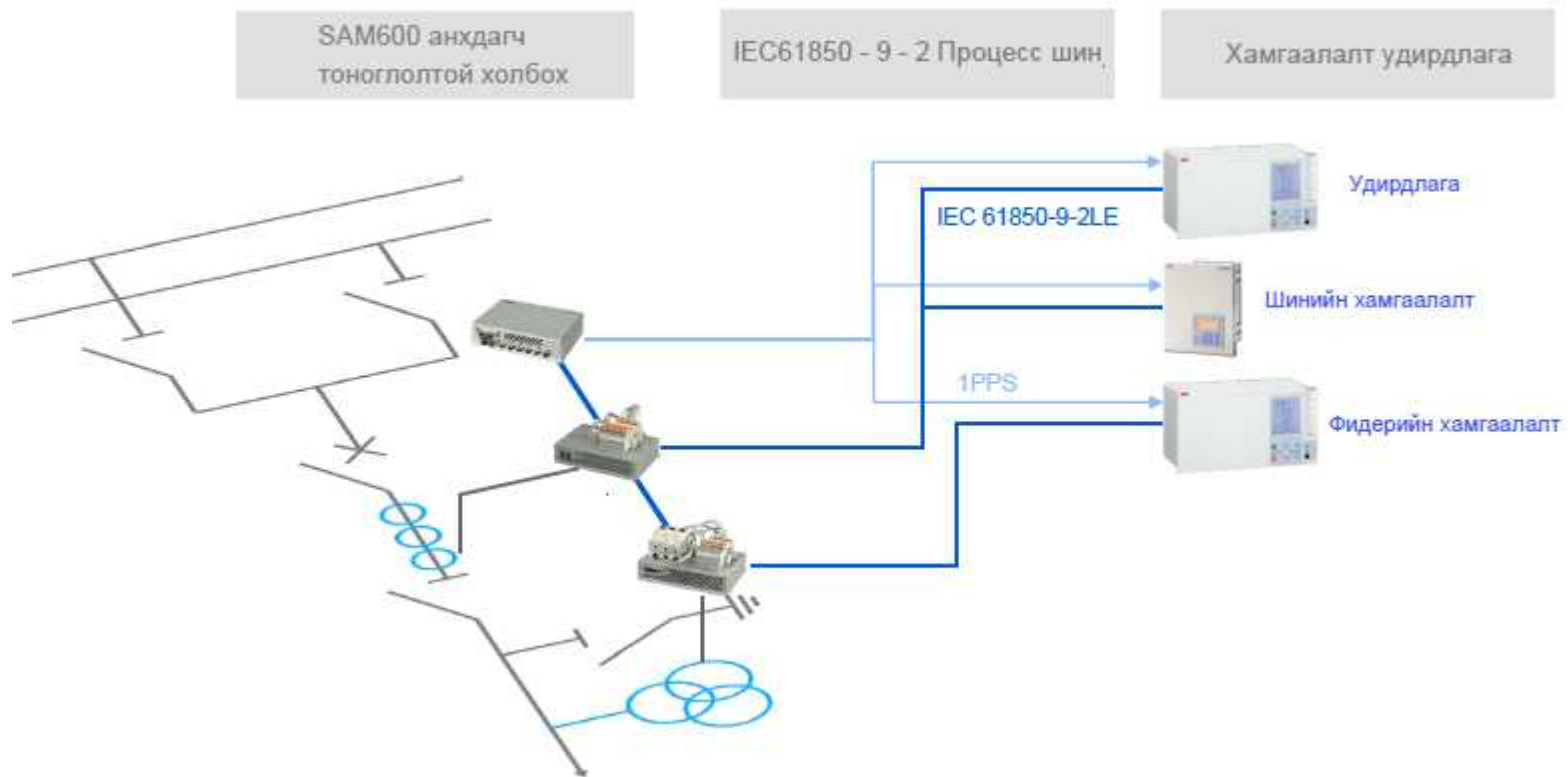 SAM600 анхдагч
тоноглолтой холбох
IEC61850 - 9 - 2 Процесс шин
Хамгаалалт удирдлага
Удирдлага
IEC 61850-9-2LE
Шинийн хамгаалалт
1PPS
Фидерийн хамгаалалт